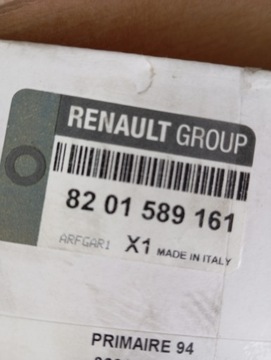 RENAULT GROUP
82 01 589 161
ARFGAR1 X1 MADE IN ITALY
PRIMAIRE 94